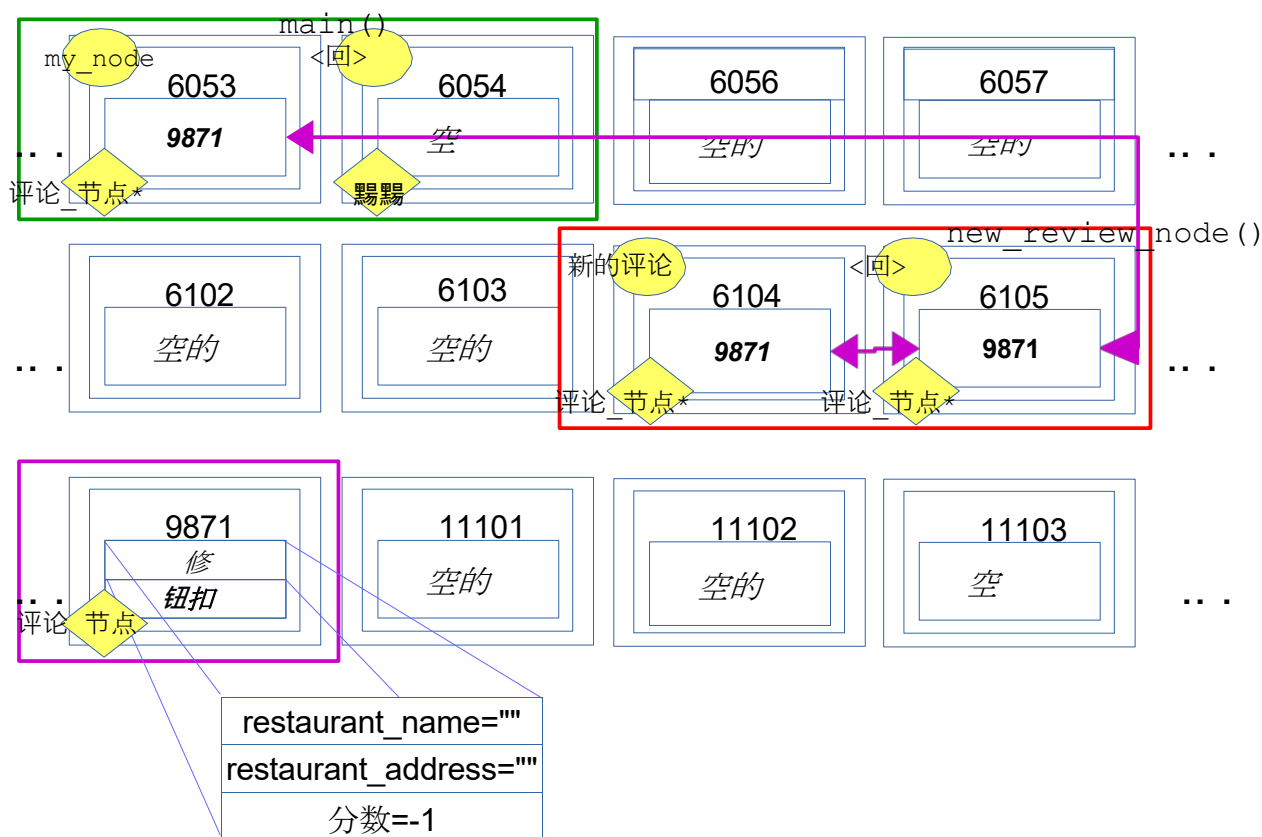 main()
my_node
<回>
6053
6054
6056
6057
9871
空
空的
空的
.. .
.. .
评论_节点*
黷黷
new_review_node()
新的评论
<回>
6102
6103
6104
6105
空的
空的
9871
9871
.. .
.. .
评论_节点*
评论_节点*
9871
11101
11102
11103
修
钮扣
空的
空的
空
.. .
.. .
评论 节点
restaurant_name=""
restaurant_address=""
分数=-1